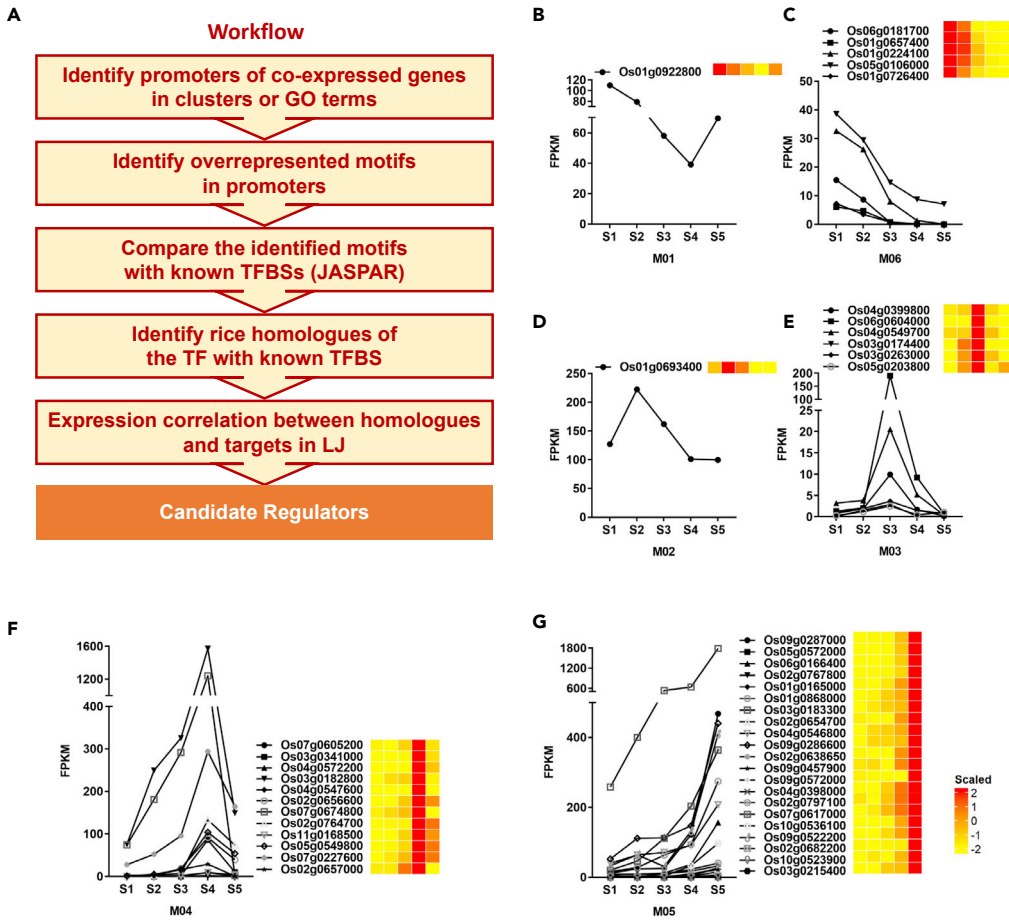 A
Workflow
Identify promoters of co-expressed genes
in clusters or GO terms
Identify overrepresented motifs
in promoters
Compare the identified motifs
with known TFBSs (JASPAR)
Identify rice homologues of
the TF with known TFBS
Expression correlation between homologues
and targets in LJ
Candidate Regulators
B
Os01g0922800
FPKM
120
100
80
60
40
20
0
S1 S2 S3 S4 S5
M01
C
Os06g0181700
Os01g0657400
Os01g0224100
Os05g0106000
Os01g0726400
FPKM
50
40
30
20
10
0
S1 S2 S3 S4 S5
M06
D
Os01g0693400
FPKM
250
200
150
100
50
0
S1 S2 S3 S4 S5
M02
E
Os04g0399800
Os06g0604000
Os04g0549700
Os03g0174400
Os03g0263000
Os05g0203800
FPKM
200
150
100
50
25
20
15
10
5
0
S1 S2 S3 S4 S5
M03
F
FPKM
1600
1200
400
300
200
100
0
S1 S2 S3 S4 S5
M04
Os07g0605200
Os03g0341000
Os04g0572200
Os03g0182800
Os04g0547600
Os02g0656600
Os07g0674800
Os02g0764700
Os11g0168500
Os05g0549800
Os07g0227600
Os02g0657000
G
FPKM
1800
1200
600
400
200
0
S1 S2 S3 S4 S5
M05
Os09g0287000
Os05g0572000
Os06g0166400
Os02g0767800
Os01g0165000
Os01g0868000
Os03g0183300
Os02g0654700
Os04g0546800
Os09g0286600
Os02g0638650
Os09g0457900
Os09g0572000
Os04g0398000
Os02g0797100
Os07g0617000
Os10g0536100
Os09g0522200
Os02g0682200
Os10g0523900
Os03g0215400
Scaled
2
1
0
-1
-2